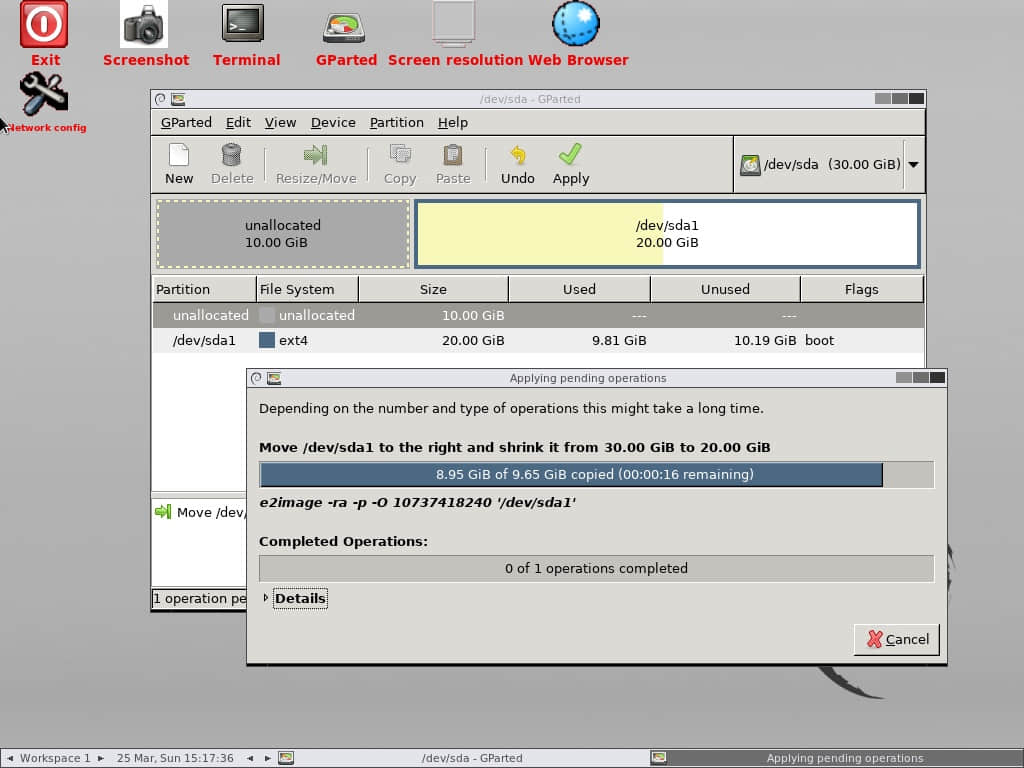 Exit
Screenshot
Terminal
GParted
Screen resolution
Web Browser
Network config
/dev/sda - GParted
GParted Edit View Device Partition Help
New Delete Resize/Move Copy Paste Undo Apply
/dev/sda (30.00 GiB)
unallocated
10.00 GiB
/dev/sda1
20.00 GiB
Partition File System Size Used Unused Flags
unallocated unallocated 10.00 GiB --- ---
/dev/sda1 ext4 20.00 GiB 9.81 GiB 10.19 GiB boot
Move /dev/
1 operation pe
Applying pending operations
Depending on the number and type of operations this might take a long time.
Move /dev/sda1 to the right and shrink it from 30.00 GiB to 20.00 GiB
8.95 GiB of 9.65 GiB copied (00:00:16 remaining)
e2image -ra -p -O 10737418240 '/dev/sda1'
Completed Operations:
0 of 1 operations completed
Details
Cancel
Workspace 1
25 Mar, Sun 15:17:36
/dev/sda - GParted
Applying pending operations